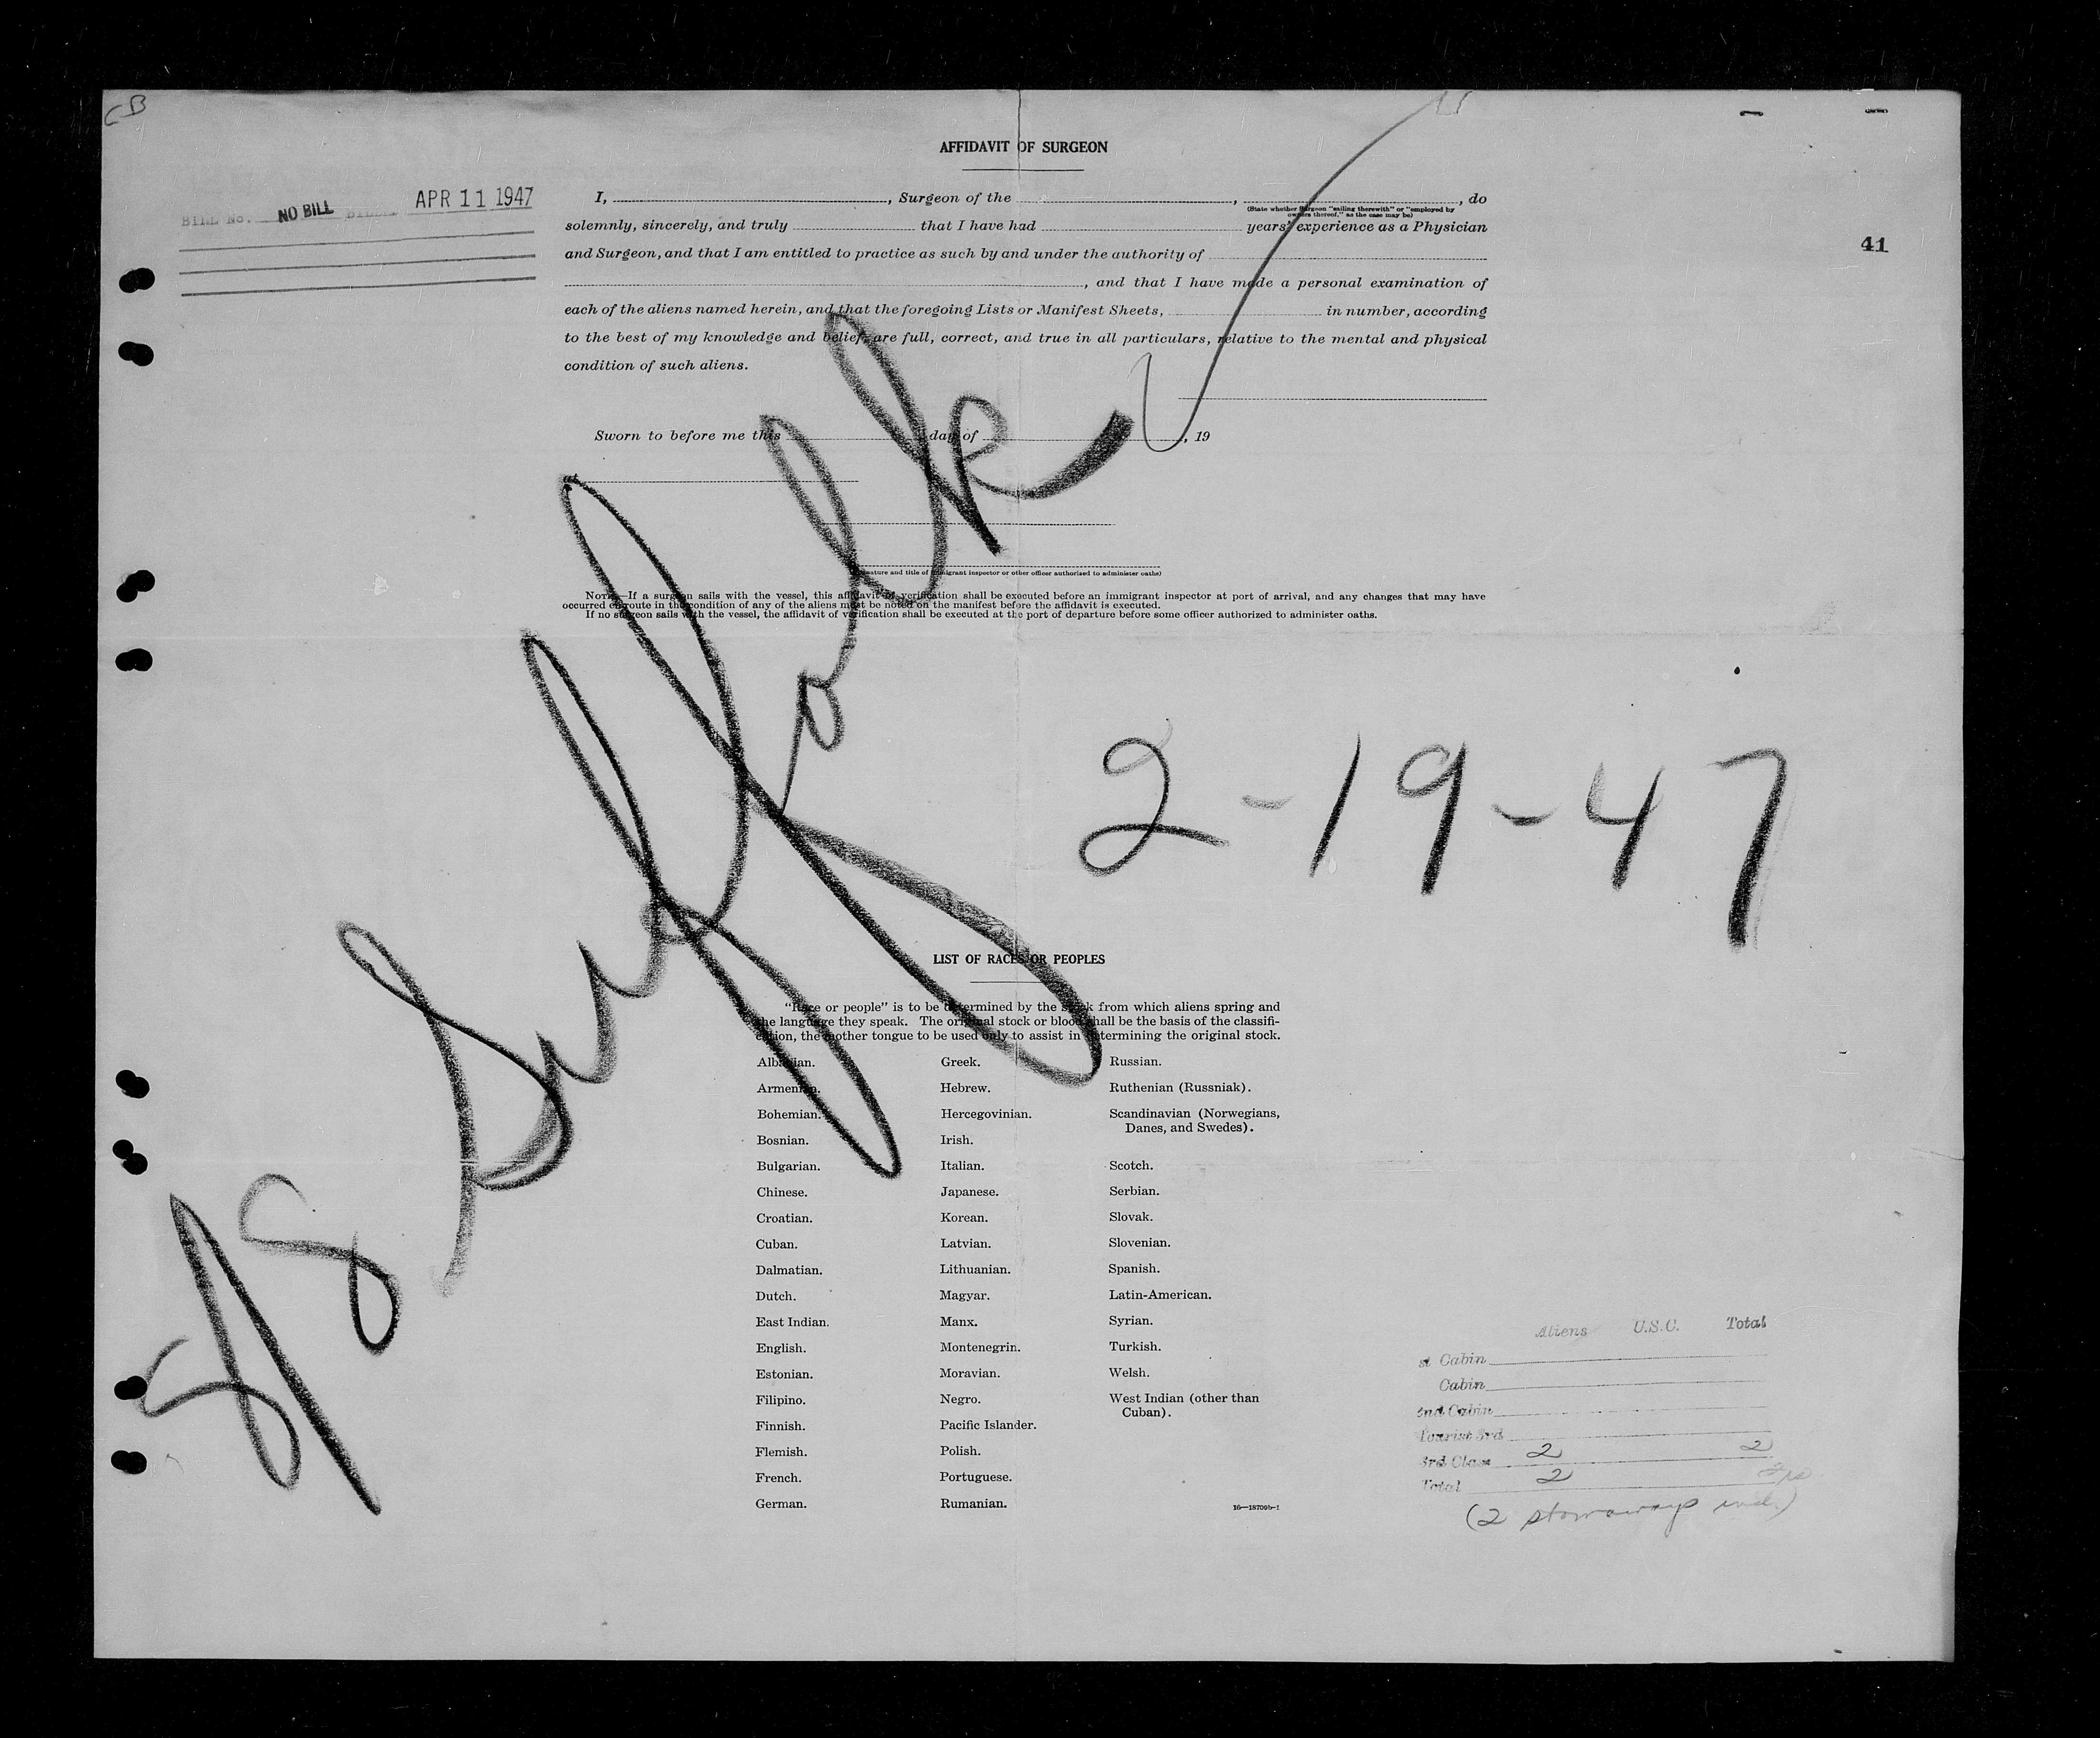 CB
AFFIDAVIT OF SURGEON
BILL No. NO BILL BILLED APR 11 1947
I, , Surgeon of the , , do
(State whether Surgeon "sailing therewith" or "employed by
owners thereof," as the case may be)
solemnly, sincerely, and truly that I have had years' experience as a Physician
41
and Surgeon, and that I am entitled to practice as such by and under the authority of
, and that I have made a personal examination of
each of the aliens named herein, and that the foregoing Lists or Manifest Sheets, in number, according
to the best of my knowledge and belief, are full, correct, and true in all particulars, relative to the mental and physical
condition of such aliens.
Sworn to before me this day of , 19
at
(Signature and title of immigrant inspector or other officer authorized to administer oaths)
NOTE.—If a surgeon sails with the vessel, this affidavit of verification shall be executed before an immigrant inspector at port of arrival, and any changes that may have
occurred en route in the condition of any of the aliens must be noted on the manifest before the affidavit is executed.
If no surgeon sails with the vessel, the affidavit of verification shall be executed at the port of departure before some officer authorized to administer oaths.
S/S Suffolk
2-19-47
LIST OF RACES OR PEOPLES
"Race or people" is to be determined by the stock from which aliens spring and
the language they speak. The original stock or blood shall be the basis of the classifi-
cation, the mother tongue to be used only to assist in determining the original stock.
Albanian. Greek. Russian.
Armenian. Hebrew. Ruthenian (Russniak).
Bohemian. Hercegovinian. Scandinavian (Norwegians,
Danes, and Swedes).
Bosnian. Irish.
Bulgarian. Italian. Scotch.
Chinese. Japanese. Serbian.
Croatian. Korean. Slovak.
Cuban. Latvian. Slovenian.
Dalmatian. Lithuanian. Spanish.
Dutch. Magyar. Latin-American.
East Indian. Manx. Syrian.
English. Montenegrin. Turkish.
Estonian. Moravian. Welsh.
Filipino. Negro. West Indian (other than
Cuban).
Finnish. Pacific Islander.
Flemish. Polish.
French. Portuguese.
German. Rumanian.
16—18709b-1
Aliens U.S.C. Total
st Cabin
Cabin
2nd Cabin
Tourist 3rd
3rd Class 2 2
Total 2
(2 stowaways incl.)